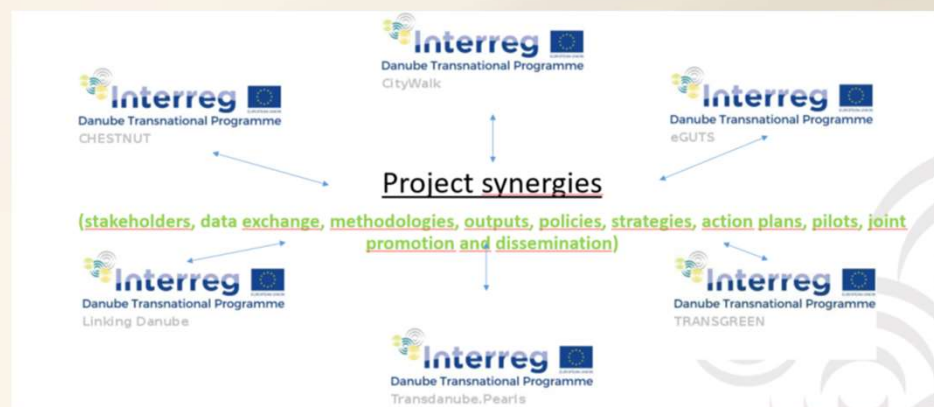 Interreg
Danube Transnational Programme
CityWalk
Interreg
Danube Transnational Programme
CHESTNUT
Interreg
Danube Transnational Programme
eGUTS
Project synergies
(stakeholders, data exchange, methodologies, outputs, policies, strategies, action plans, pilots, joint
promotion and dissemination)
Interreg
Danube Transnational Programme
Linking Danube
Interreg
Danube Transnational Programme
TRANSGREEN
Interreg
Danube Transnational Programme
Transdanube.Pearls